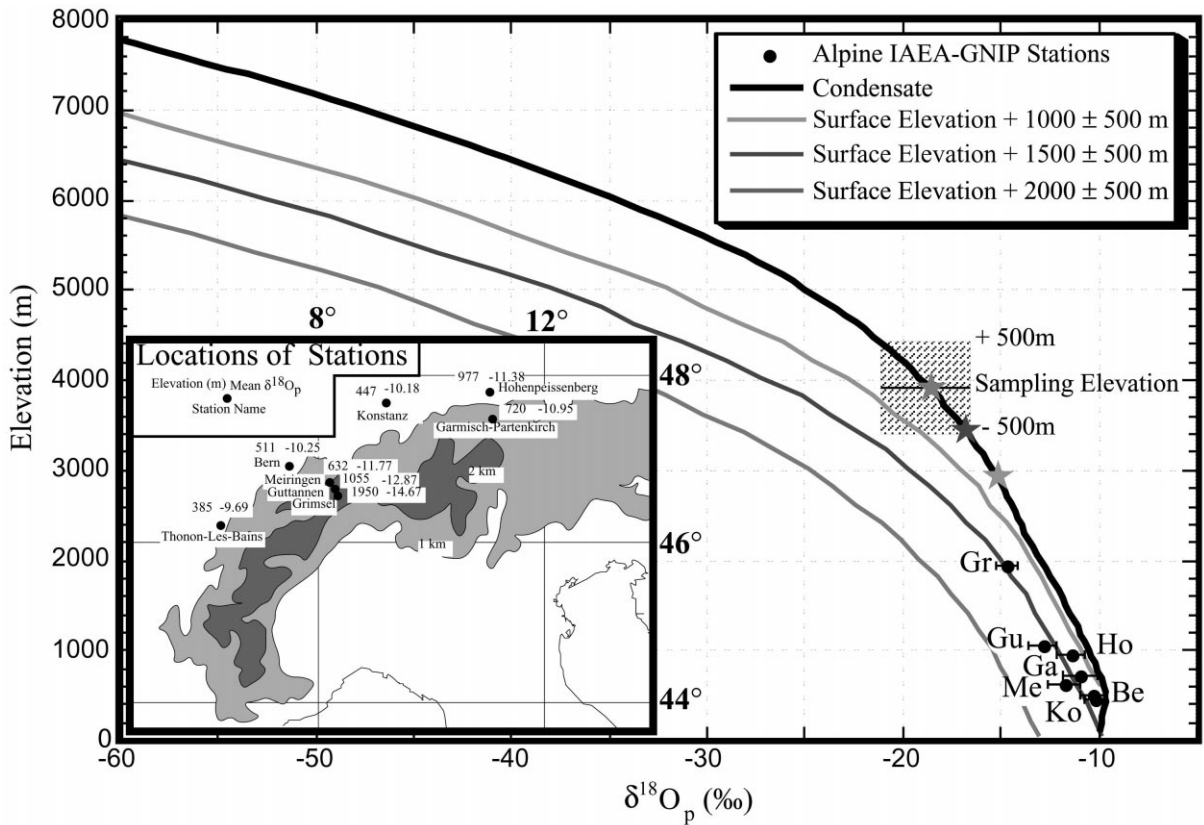 8000
7000
6000
5000
4000
3000
2000
1000
0
Elevation (m)
-60
-50
-40
-30
-20
-10
δ¹⁸Oₚ (‰)
Alpine IAEA-GNIP Stations
Condensate
Surface Elevation + 1000 ± 500 m
Surface Elevation + 1500 ± 500 m
Surface Elevation + 2000 ± 500 m
+ 500m
Sampling Elevation
- 500m
Gr
Gu
Ho
Ga
Me
Be
Ko
8°
12°
48°
46°
44°
Locations of Stations
Elevation (m) Mean δ¹⁸Oₚ
Station Name
977 -11.38
Hohenpeissenberg
447 -10.18
Konstanz
720 -10.95
Garmisch-Partenkirch
511 -10.25
Bern
632 -11.77
Meiringen
1055 -12.87
Guttannen
1950 -14.67
Grimsel
385 -9.69
Thonon-Les-Bains
2 km
1 km